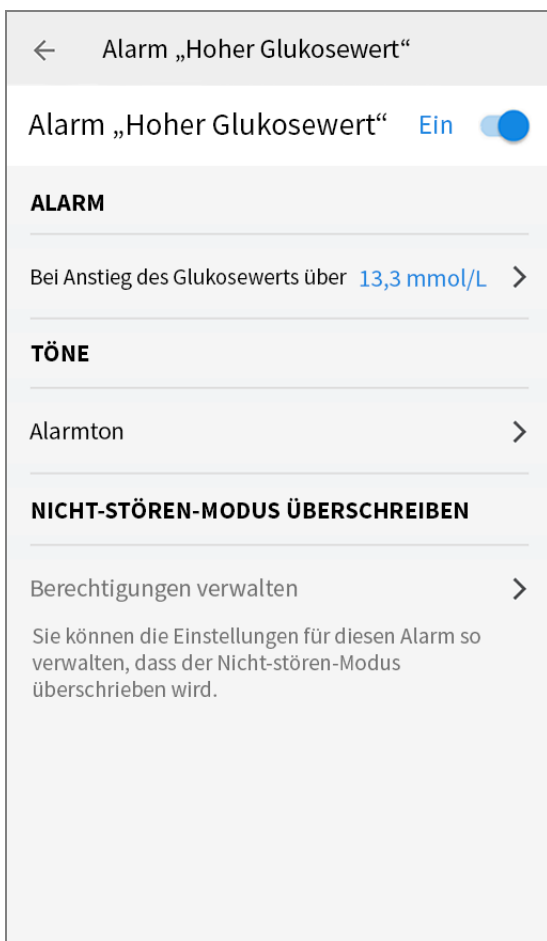 Alarm „Hoher Glukosewert“
Alarm „Hoher Glukosewert“ Ein
ALARM
Bei Anstieg des Glukosewerts über 13,3 mmol/L
TÖNE
Alarmton
NICHT-STÖREN-MODUS ÜBERSCHREIBEN
Berechtigungen verwalten
Sie können die Einstellungen für diesen Alarm so
verwalten, dass der Nicht-stören-Modus
überschrieben wird.